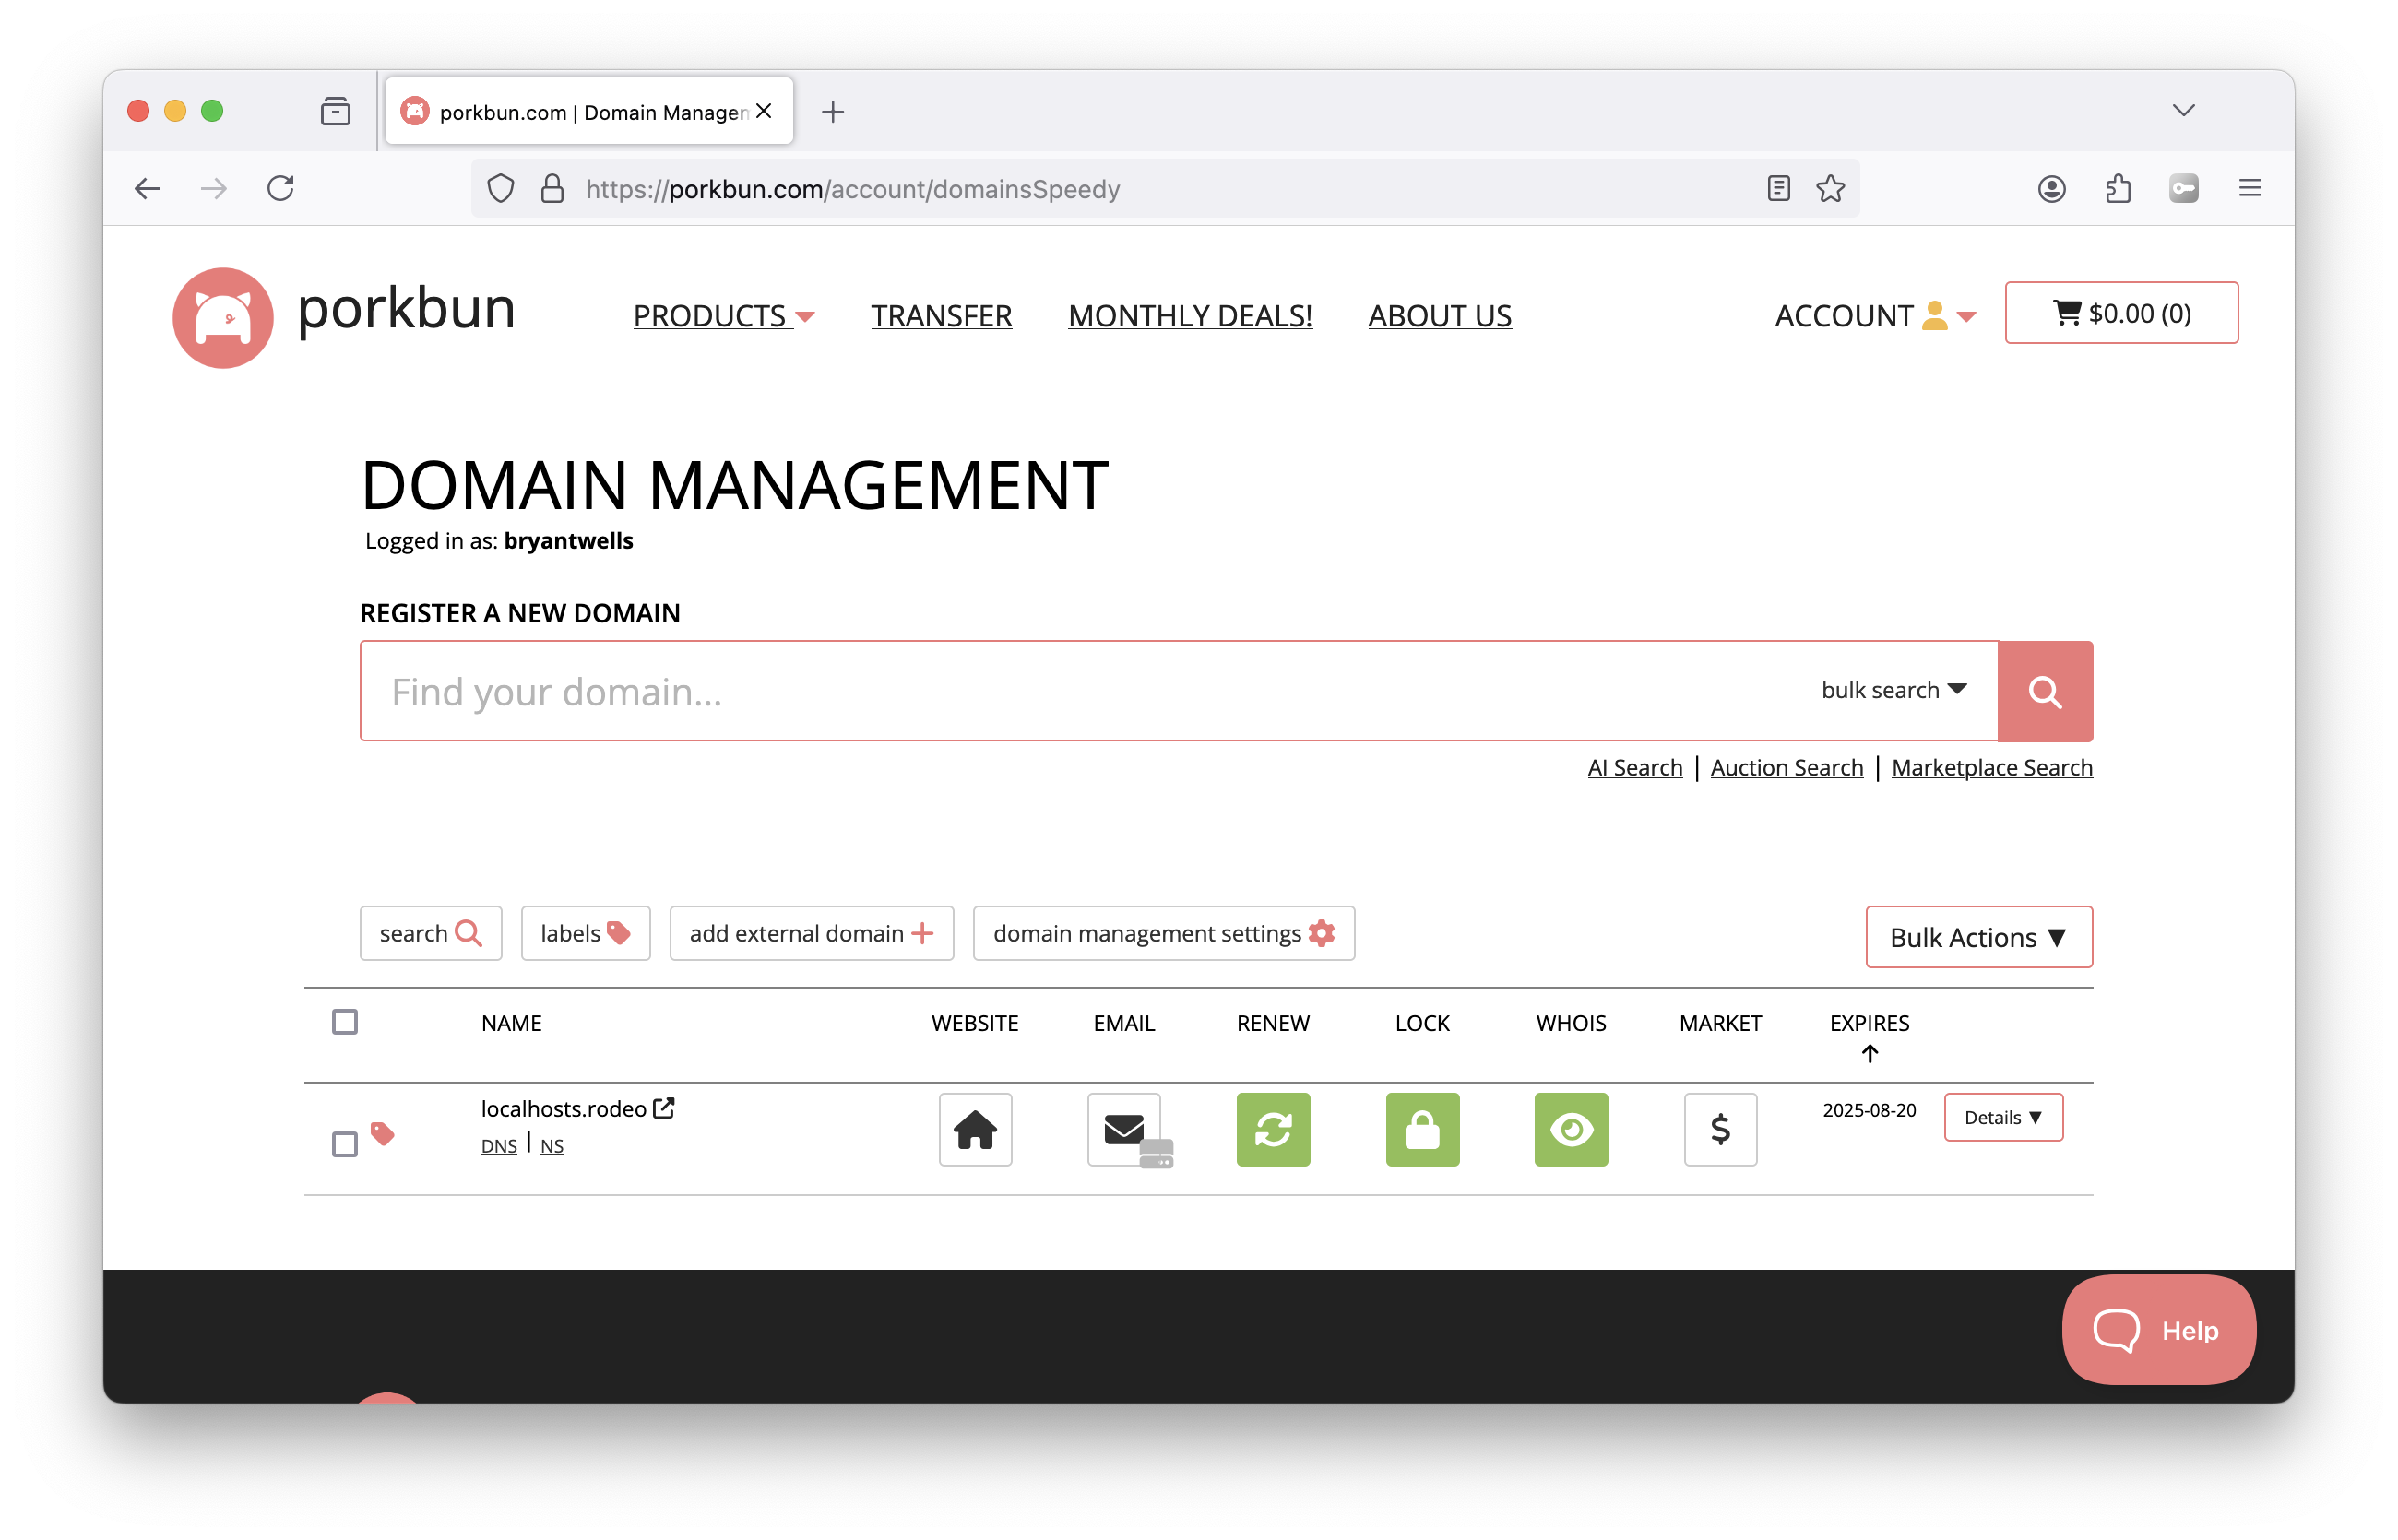 porkbun.com | Domain Managen
https://porkbun.com/account/domainsSpeedy
porkbun PRODUCTS TRANSFER MONTHLY DEALS! ABOUT US ACCOUNT $0.00 (0)
DOMAIN MANAGEMENT
Logged in as: bryantwells
REGISTER A NEW DOMAIN
Find your domain... bulk search
AI Search | Auction Search | Marketplace Search
search labels add external domain domain management settings Bulk Actions ▼
NAME WEBSITE EMAIL RENEW LOCK WHOIS MARKET EXPIRES
localhosts.rodeo 2025-08-20 Details ▼
DNS | NS
Help